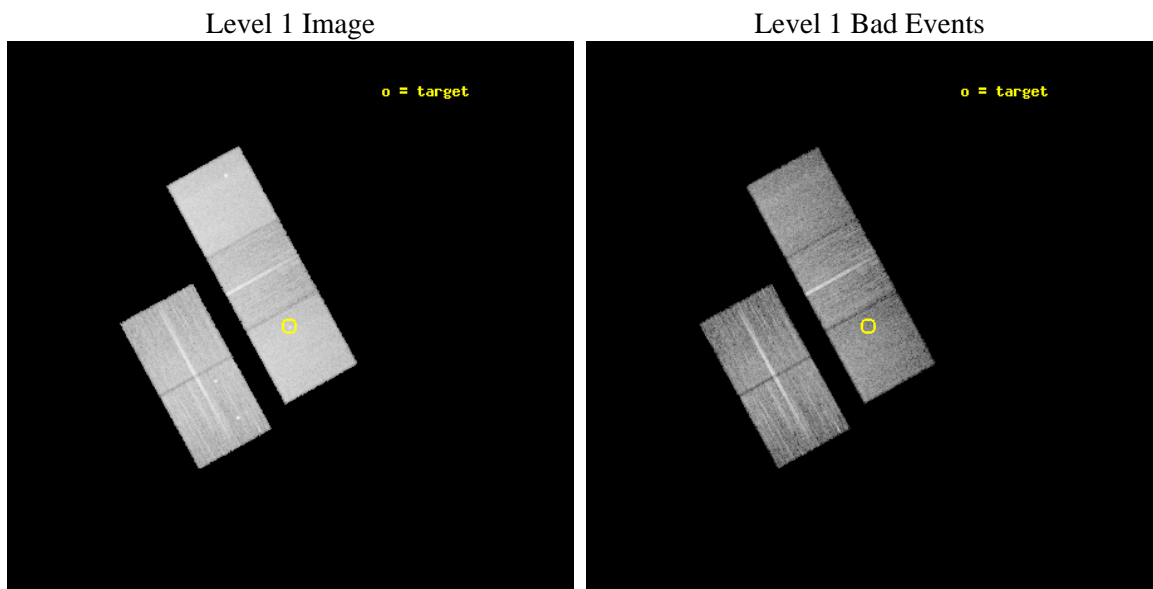 Level 1 Image
Level 1 Bad Events
o = target
o = target